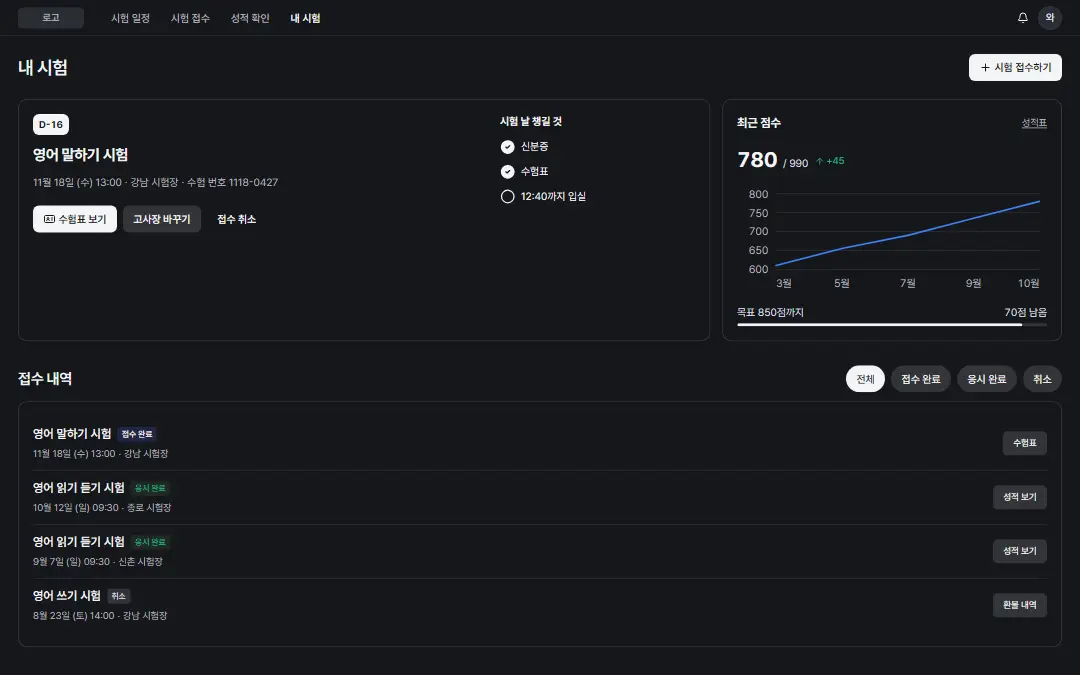 로고
시험 일정
시험 접수
성적 확인
내 시험
와
내 시험
시험 접수하기
D-16
영어 말하기 시험
11월 18일 (수) 13:00 · 강남 시험장 · 수험 번호 1118-0427
수험표 보기
고사장 바꾸기
접수 취소
시험 날 챙길 것
신분증
수험표
12:40까지 입실
최근 점수
성적표
780 / 990 ↑ +45
800
750
700
650
600
3월
5월
7월
9월
10월
목표 850점까지
70점 남음
접수 내역
전체
접수 완료
응시 완료
취소
영어 말하기 시험 접수 완료
11월 18일 (수) 13:00 · 강남 시험장
수험표
영어 읽기 듣기 시험 응시 완료
10월 12일 (일) 09:30 · 종로 시험장
성적 보기
영어 읽기 듣기 시험 응시 완료
9월 7일 (일) 09:30 · 신촌 시험장
성적 보기
영어 쓰기 시험 취소
8월 23일 (토) 14:00 · 강남 시험장
환불 내역